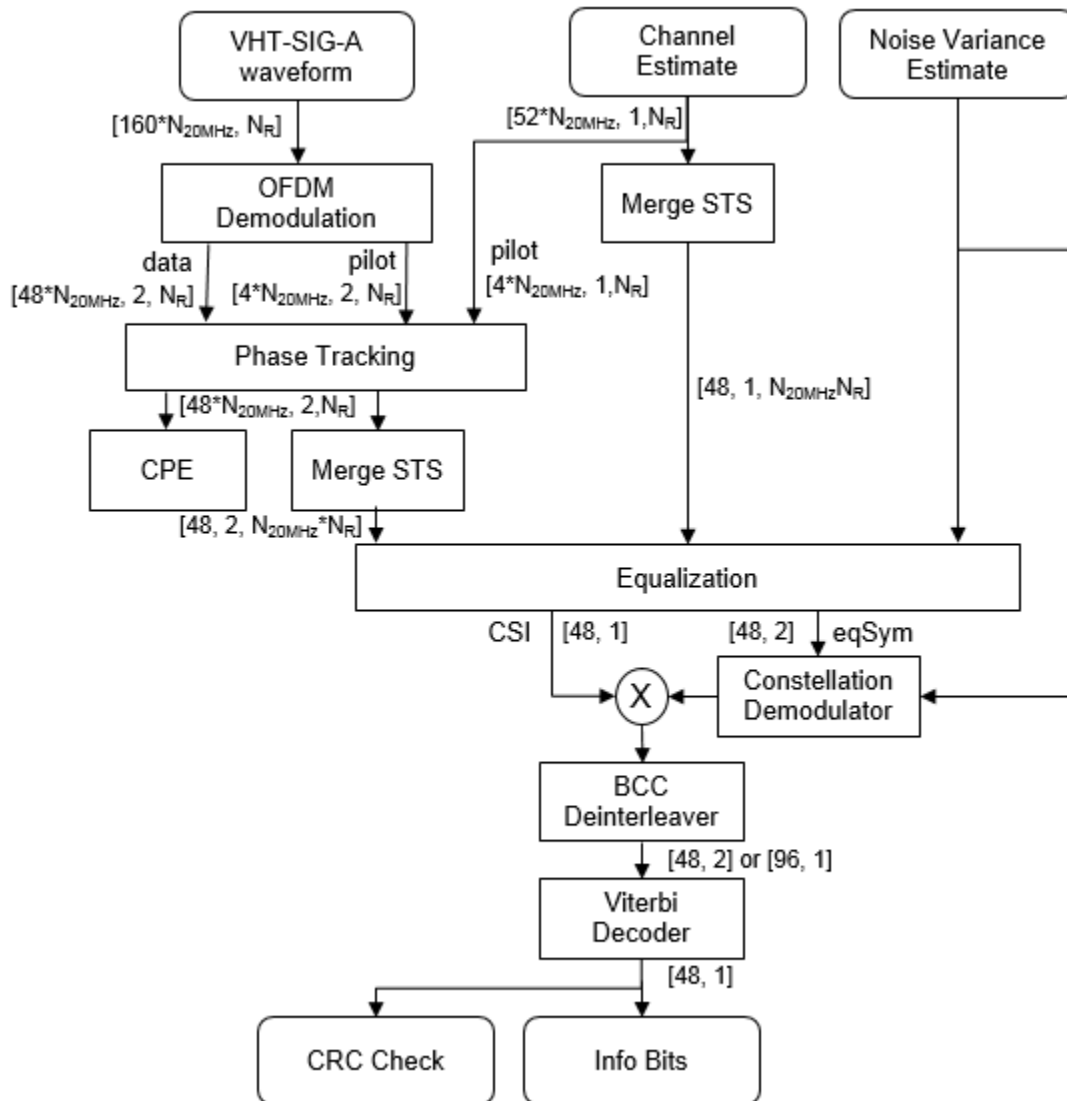 VHT-SIG-A
waveform
Channel
Estimate
Noise Variance
Estimate
[160*N20MHz, NR]
[52*N20MHz, 1,NR]
OFDM
Demodulation
Merge STS
data
pilot
pilot
[48*N20MHz, 2, NR]
[4*N20MHz, 2, NR]
[4*N20MHz, 1,NR]
Phase Tracking
[48*N20MHz, 2,NR]
[48, 1, N20MHzNR]
CPE
Merge STS
[48, 2, N20MHz*NR]
Equalization
CSI
[48, 1]
[48, 2]
eqSym
X
Constellation
Demodulator
BCC
Deinterleaver
[48, 2] or [96, 1]
Viterbi
Decoder
[48, 1]
CRC Check
Info Bits